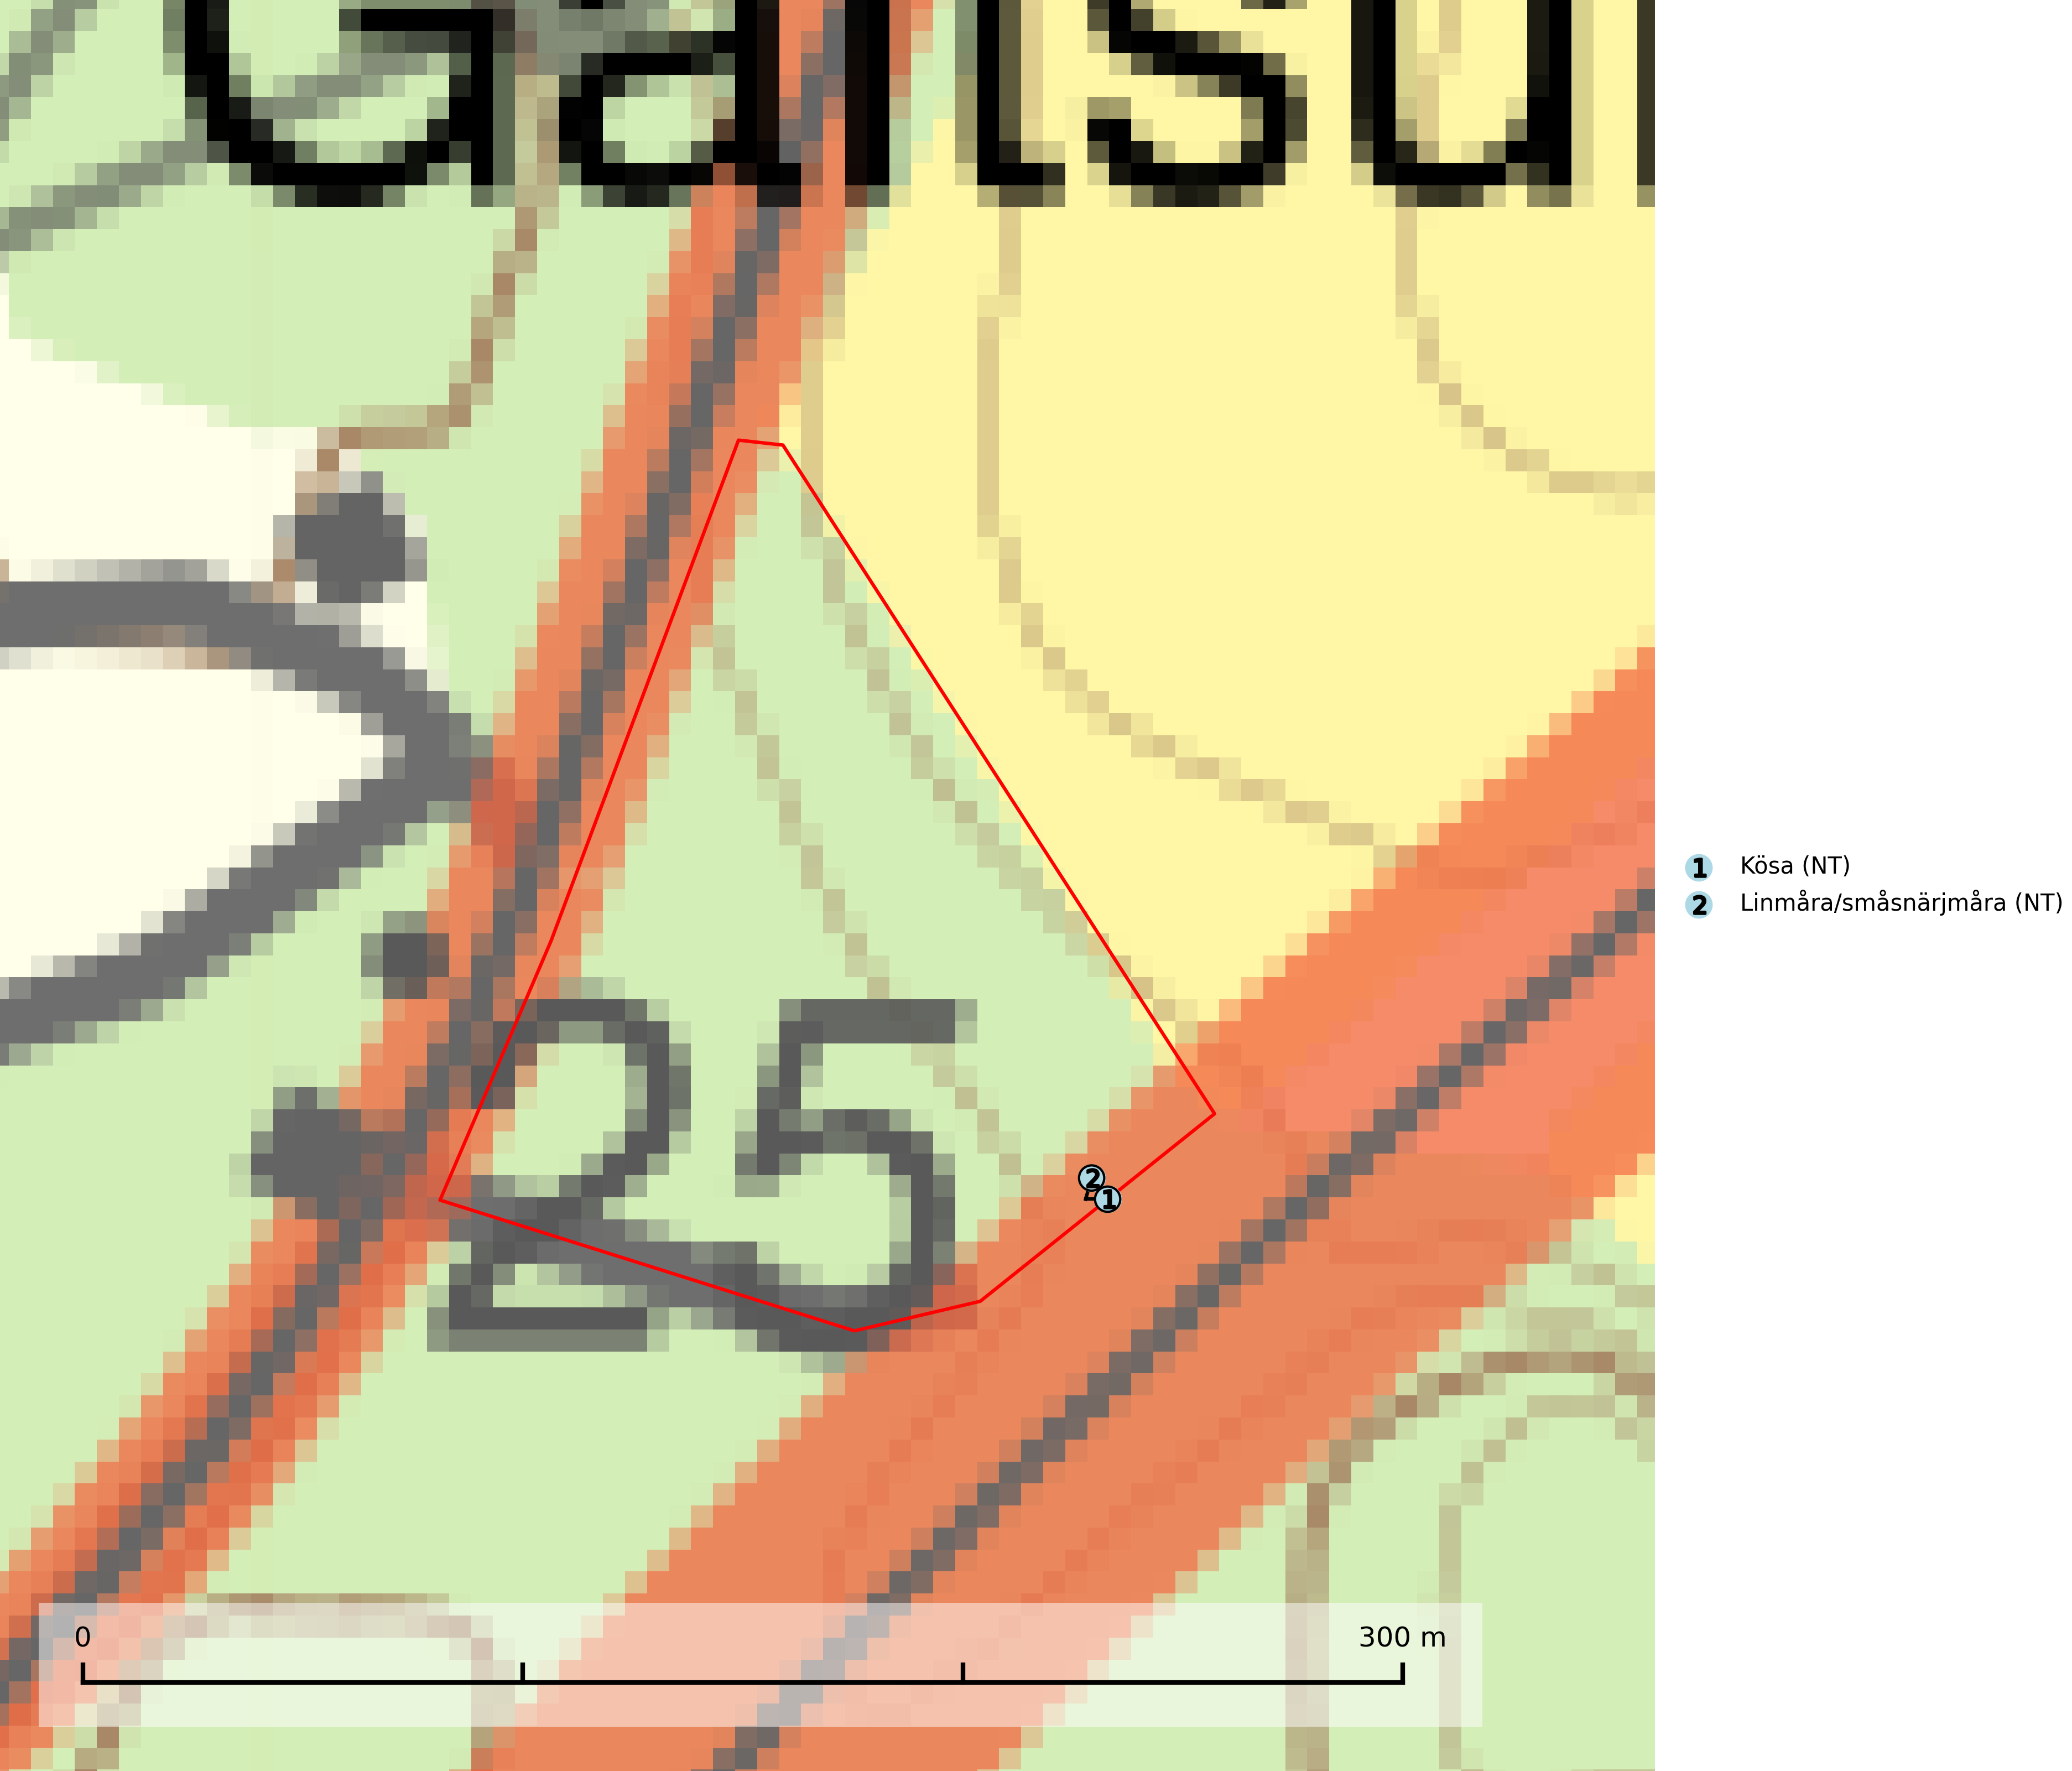 25
2
1
0
300 m
1 Kösa (NT)
2 Linmåra/småsnärjmåra (NT)